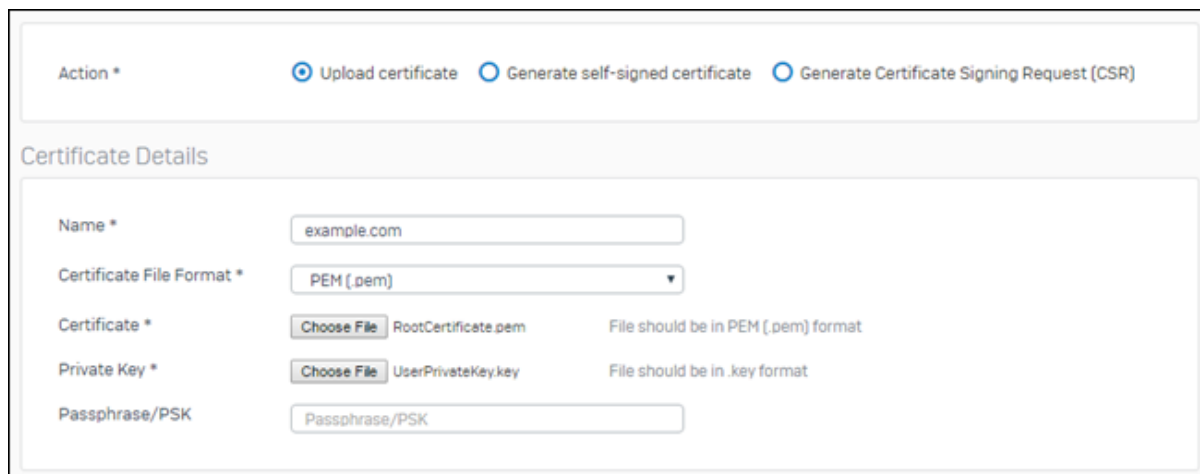 Action * Upload certificate Generate self-signed certificate Generate Certificate Signing Request (CSR)
Certificate Details
Name * example.com
Certificate File Format * PEM (.pem)
Certificate * Choose File RootCertificate.pem File should be in PEM (.pem) format
Private Key * Choose File UserPrivateKey.key File should be in .key format
Passphrase/PSK Passphrase/PSK